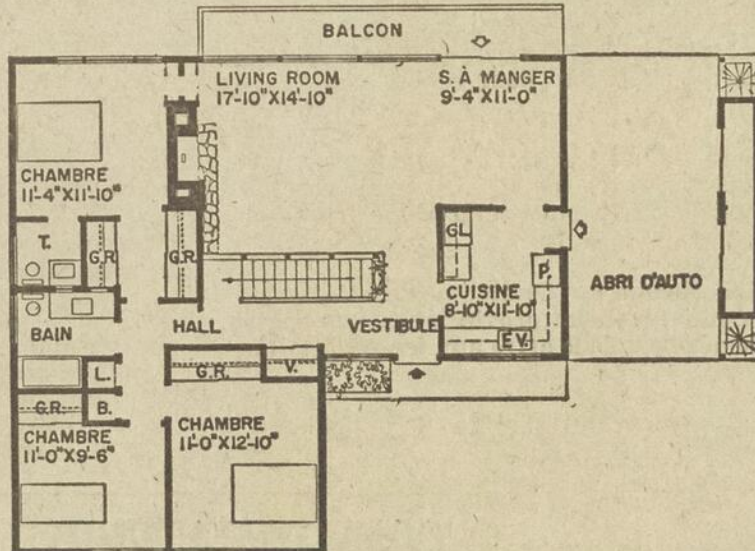 BALCON
LIVING ROOM
17'-10"X14'-10"
S. À MANGER
9'-4"X11'-0"
CHAMBRE
11'-4"X11'-10"
T.
G.R.
G.R.
GL.
P.
CUISINE
8'-10"X11'-10"
ÉV.
ABRI D'AUTO
BAIN
HALL
VESTIBULE
L.
B.
G.R.
G.R.
V.
CHAMBRE
11'-0"X9'-6"
CHAMBRE
11'-0"X12'-10"